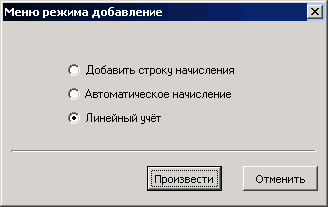 Меню режима добавление
Добавить строку начисления
Автоматическое начисление
Линейный учёт
Произвести
Отменить